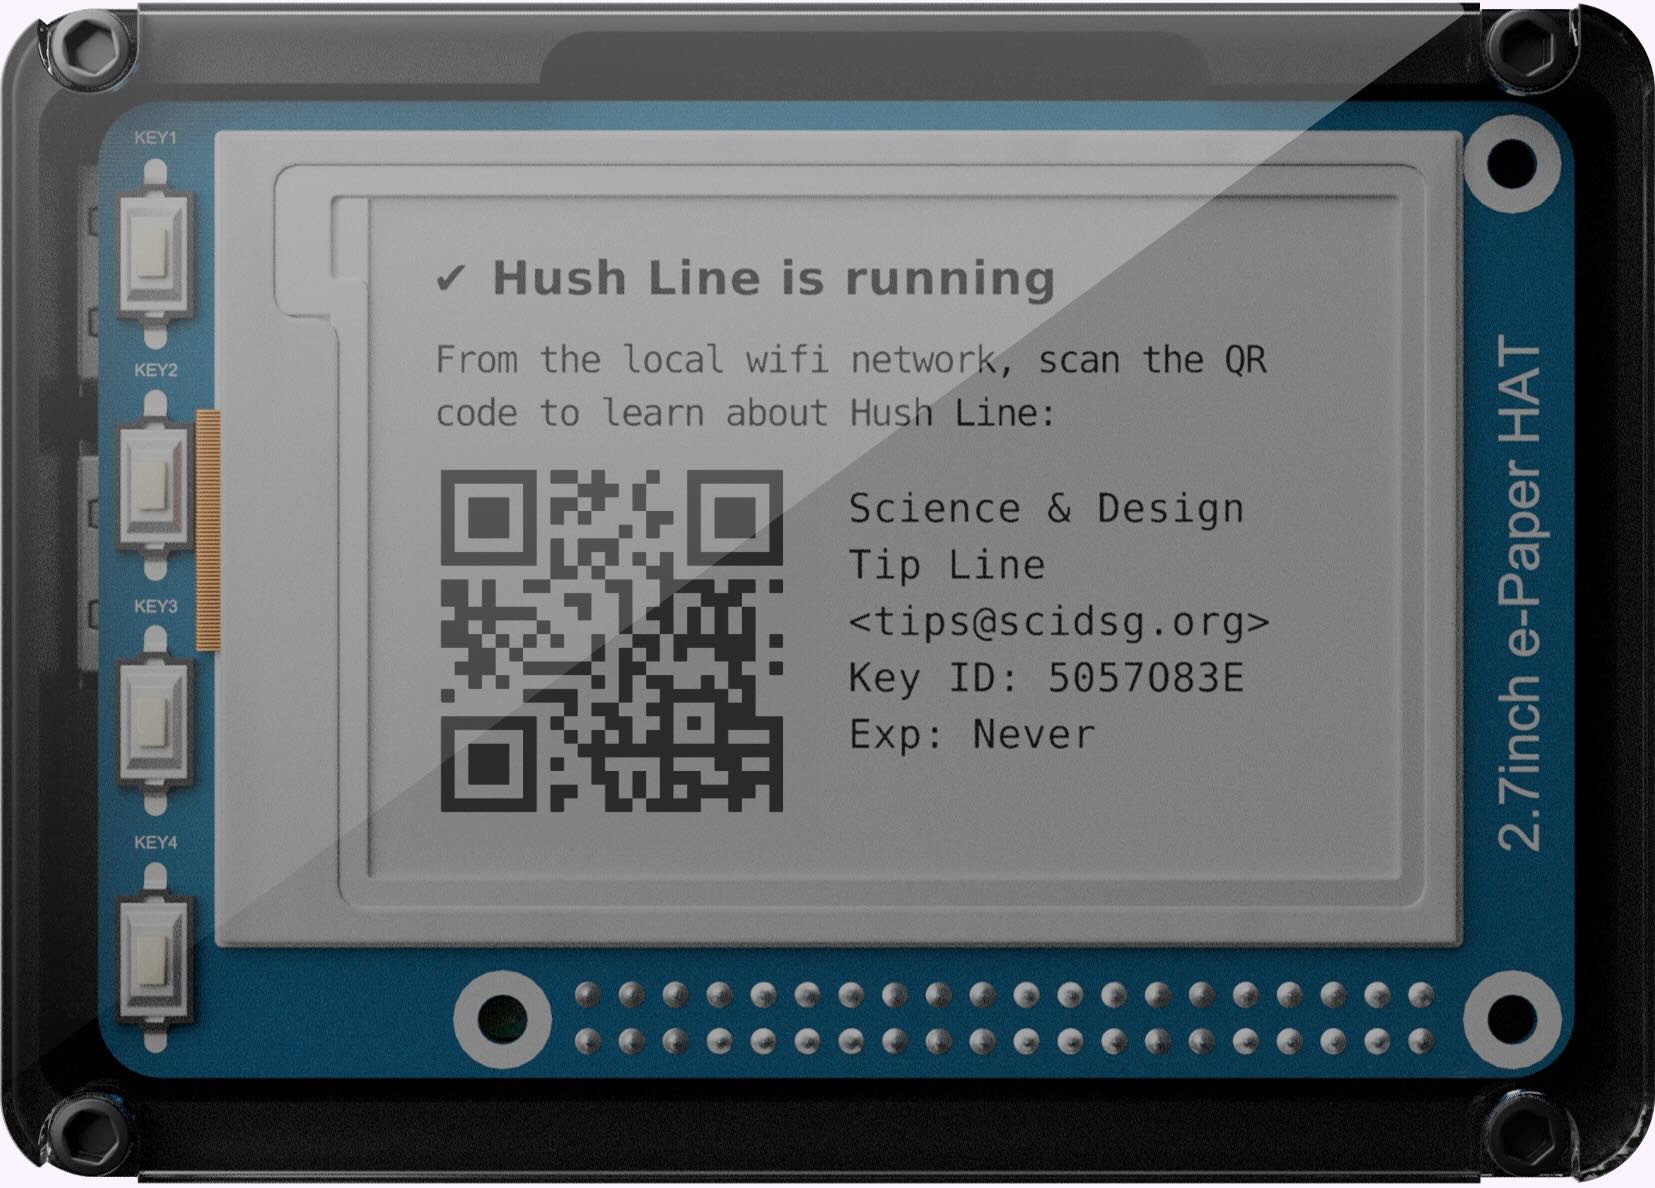 KEY1
KEY2
KEY3
KEY4
✔ Hush Line is running
From the local wifi network, scan the QR
code to learn about Hush Line:
Science & Design
Tip Line
<tips@scidsg.org>
Key ID: 5057O83E
Exp: Never
2.7inch e-Paper HAT